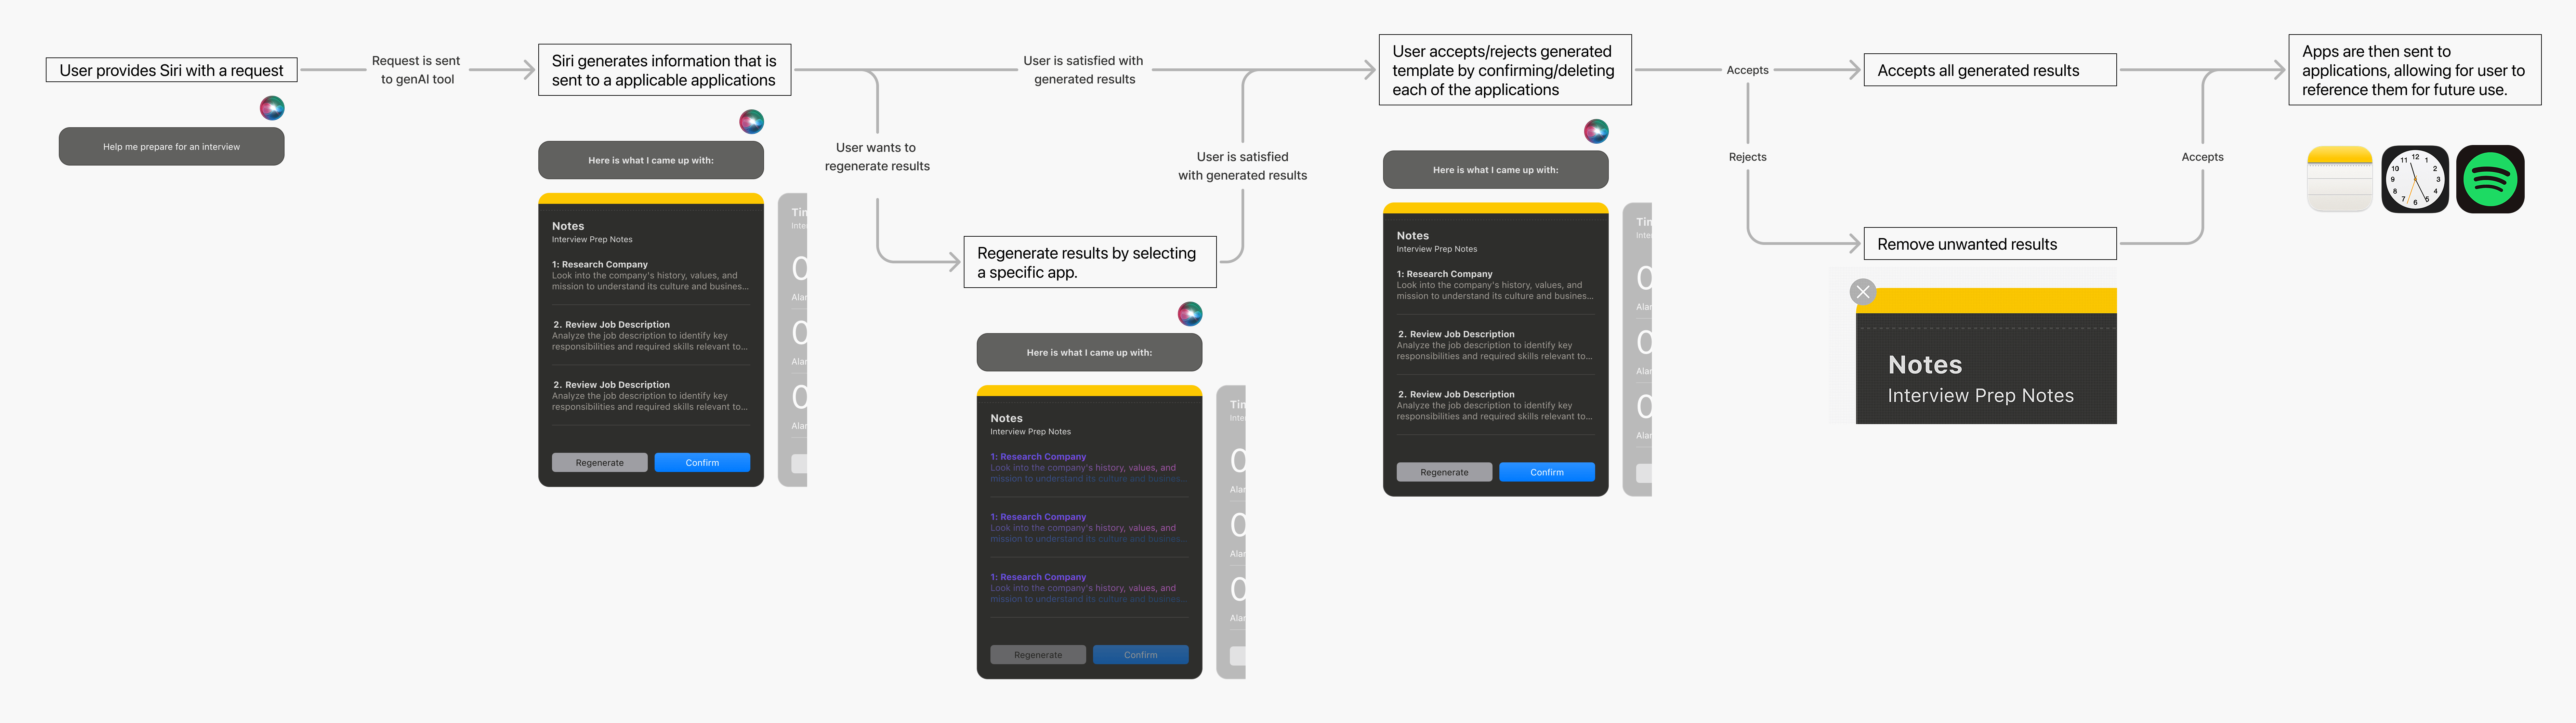 User provides Siri with a request
Request is sent
to genAI tool
Help me prepare for an interview
Siri generates information that is
sent to a applicable applications
Here is what I came up with:
Notes
Interview Prep Notes
1: Research Company
Look into the company's history, values, and
mission to understand its culture and busines...
2. Review Job Description
Analyze the job description to identify key
responsibilities and required skills relevant to...
2. Review Job Description
Analyze the job description to identify key
responsibilities and required skills relevant to...
Regenerate
Confirm
Tin
Inte
0
Alar
0
Alar
0
Alar
User wants to
regenerate results
User is satisfied with
generated results
Regenerate results by selecting
a specific app.
Here is what I came up with:
Notes
Interview Prep Notes
1: Research Company
Look into the company's history, values, and
mission to understand its culture and busines...
1: Research Company
Look into the company's history, values, and
mission to understand its culture and busines...
1: Research Company
Look into the company's history, values, and
mission to understand its culture and busines...
Regenerate
Confirm
Tin
Inte
0
Alar
0
Alar
0
Alar
User is satisfied
with generated results
User accepts/rejects generated
template by confirming/deleting
each of the applications
Here is what I came up with:
Notes
Interview Prep Notes
1: Research Company
Look into the company's history, values, and
mission to understand its culture and busines...
2. Review Job Description
Analyze the job description to identify key
responsibilities and required skills relevant to...
2. Review Job Description
Analyze the job description to identify key
responsibilities and required skills relevant to...
Regenerate
Confirm
Tin
Inte
0
Alar
0
Alar
0
Alar
Accepts
Rejects
Accepts all generated results
Remove unwanted results
Notes
Interview Prep Notes
Accepts
Apps are then sent to
applications, allowing for user to
reference them for future use.
12
1
2
3
4
5
6
7
8
9
10
11